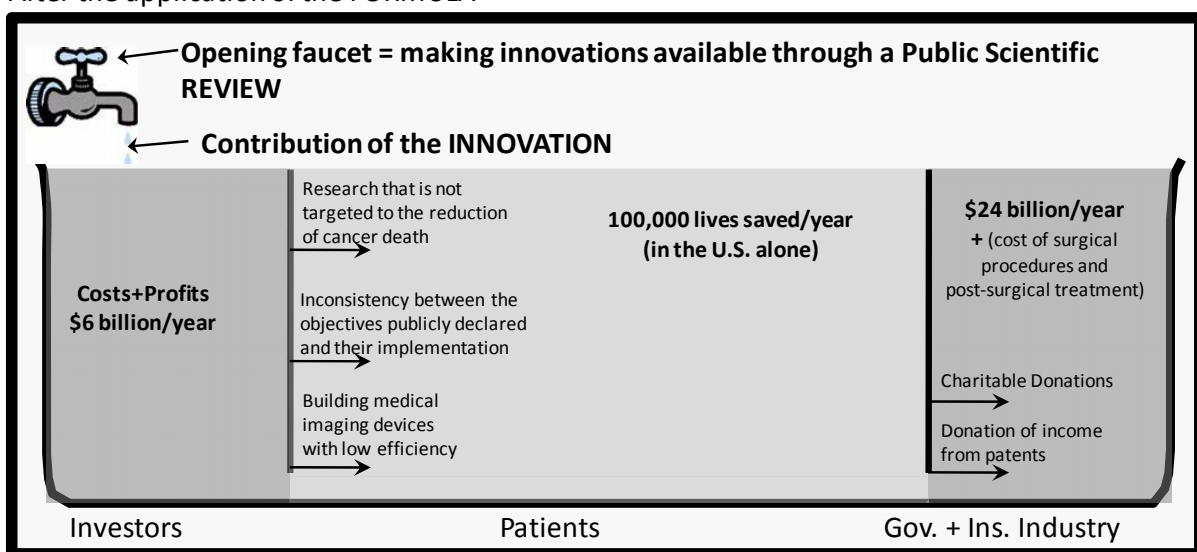 Opening faucet = making innovations available through a Public Scientific
REVIEW
Contribution of the INNOVATION
Research that is not
targeted to the reduction
of cancer death
100,000 lives saved/year
(in the U.S. alone)
$24 billion/year
+ (cost of surgical
procedures and
post-surgical treatment)
Costs+Profits
$6 billion/year
Inconsistency between the
objectives publicly declared
and their implementation
Building medical
imaging devices
with low efficiency
Charitable Donations
Donation of income
from patents
Investors
Patients
Gov. + Ins. Industry